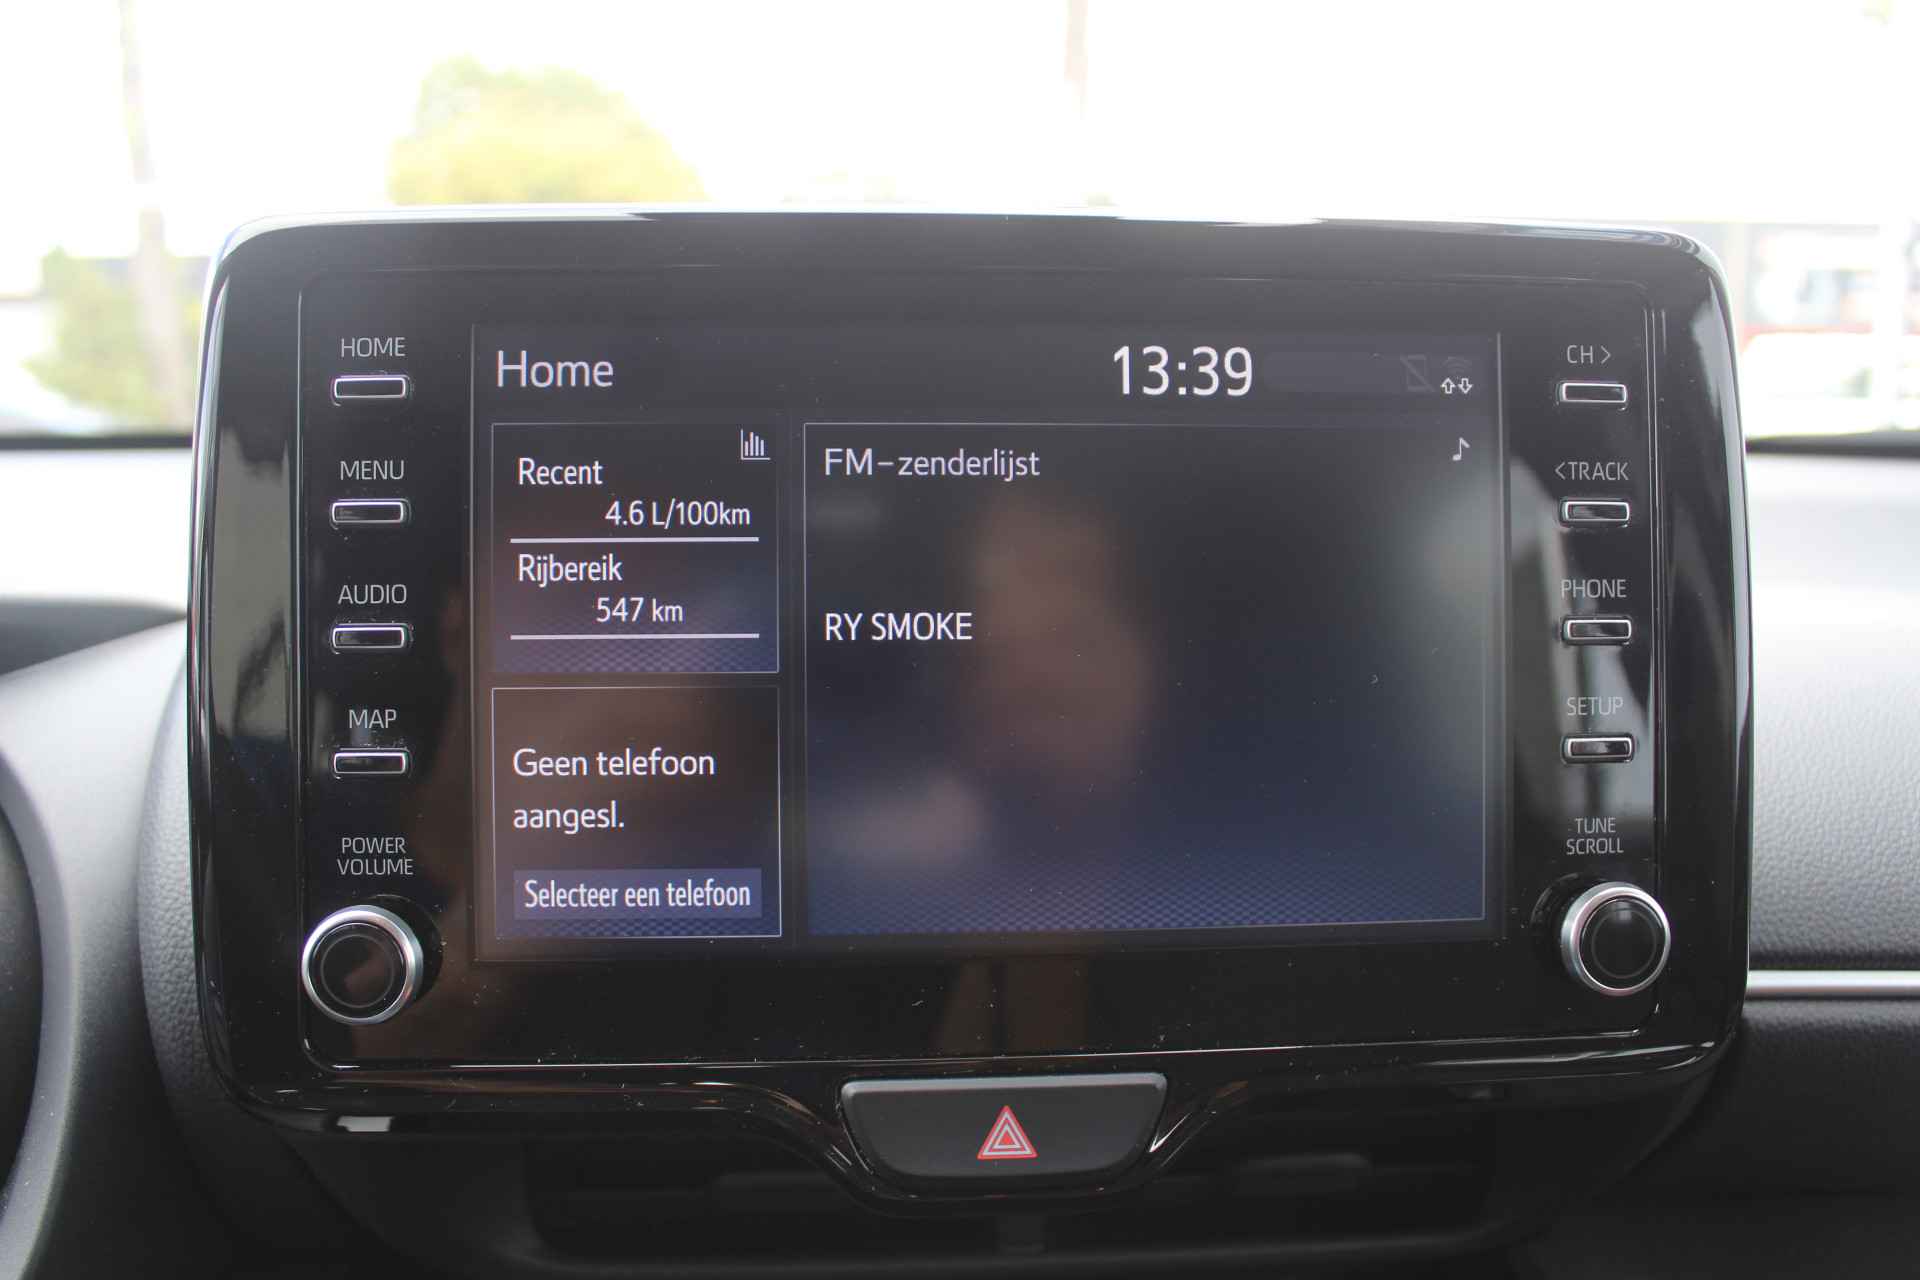 HOME
MENU
AUDIO
MAP
POWER
VOLUME
Home
13:39
Recent
4.6 L/100km
Rijbereik
547 km
Geen telefoon
aangesl.
Selecteer een telefoon
FM-zenderlijst
RY SMOKE
CH >
<TRACK
PHONE
SETUP
TUNE
SCROLL